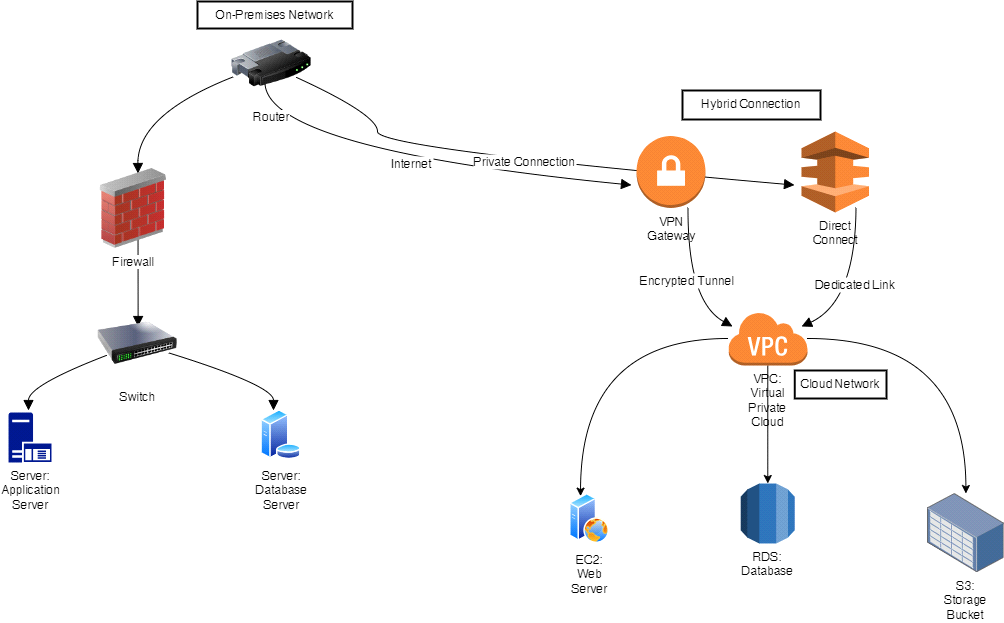 On-Premises Network
Router
Hybrid Connection
Internet
Private Connection
VPN
Gateway
Direct
Connect
Firewall
Encrypted Tunnel
Dedicated Link
VPC
Switch
VPC:
Virtual
Private
Cloud
Cloud Network
Server:
Application
Server
Server:
Database
Server
EC2:
Web
Server
RDS:
Database
S3:
Storage
Bucket